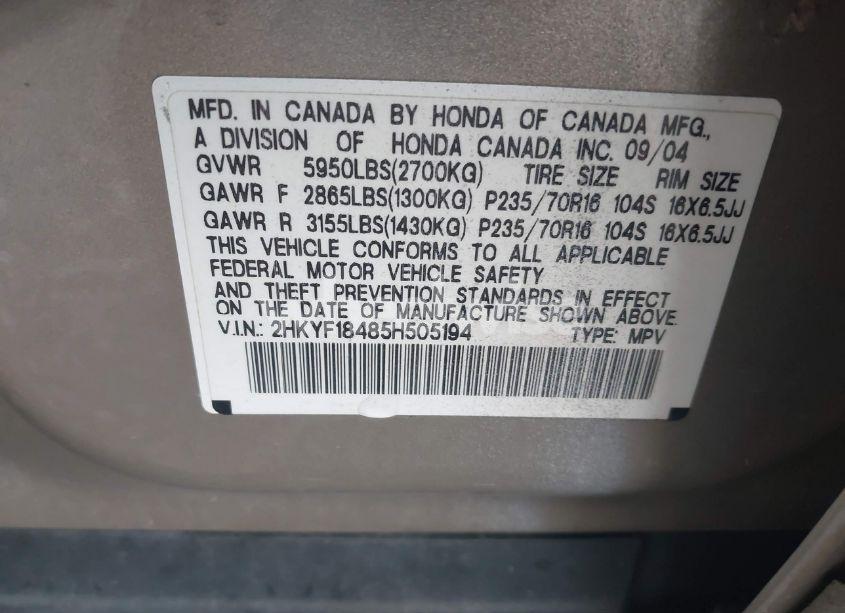 MFD. IN CANADA BY HONDA OF CANADA MFG.,
A DIVISION OF HONDA CANADA INC. 09/04
GVWR 5950LBS(2700KG) TIRE SIZE RIM SIZE
GAWR F 2865LBS(1300KG) P235/70R16 104S 16X6.5JJ
GAWR R 3155LBS(1430KG) P235/70R16 104S 16X6.5JJ
THIS VEHICLE CONFORMS TO ALL APPLICABLE
FEDERAL MOTOR VEHICLE SAFETY
AND THEFT PREVENTION STANDARDS IN EFFECT
ON THE DATE OF MANUFACTURE SHOWN ABOVE.
V.I.N.: 2HKYF18485H505194 TYPE: MPV